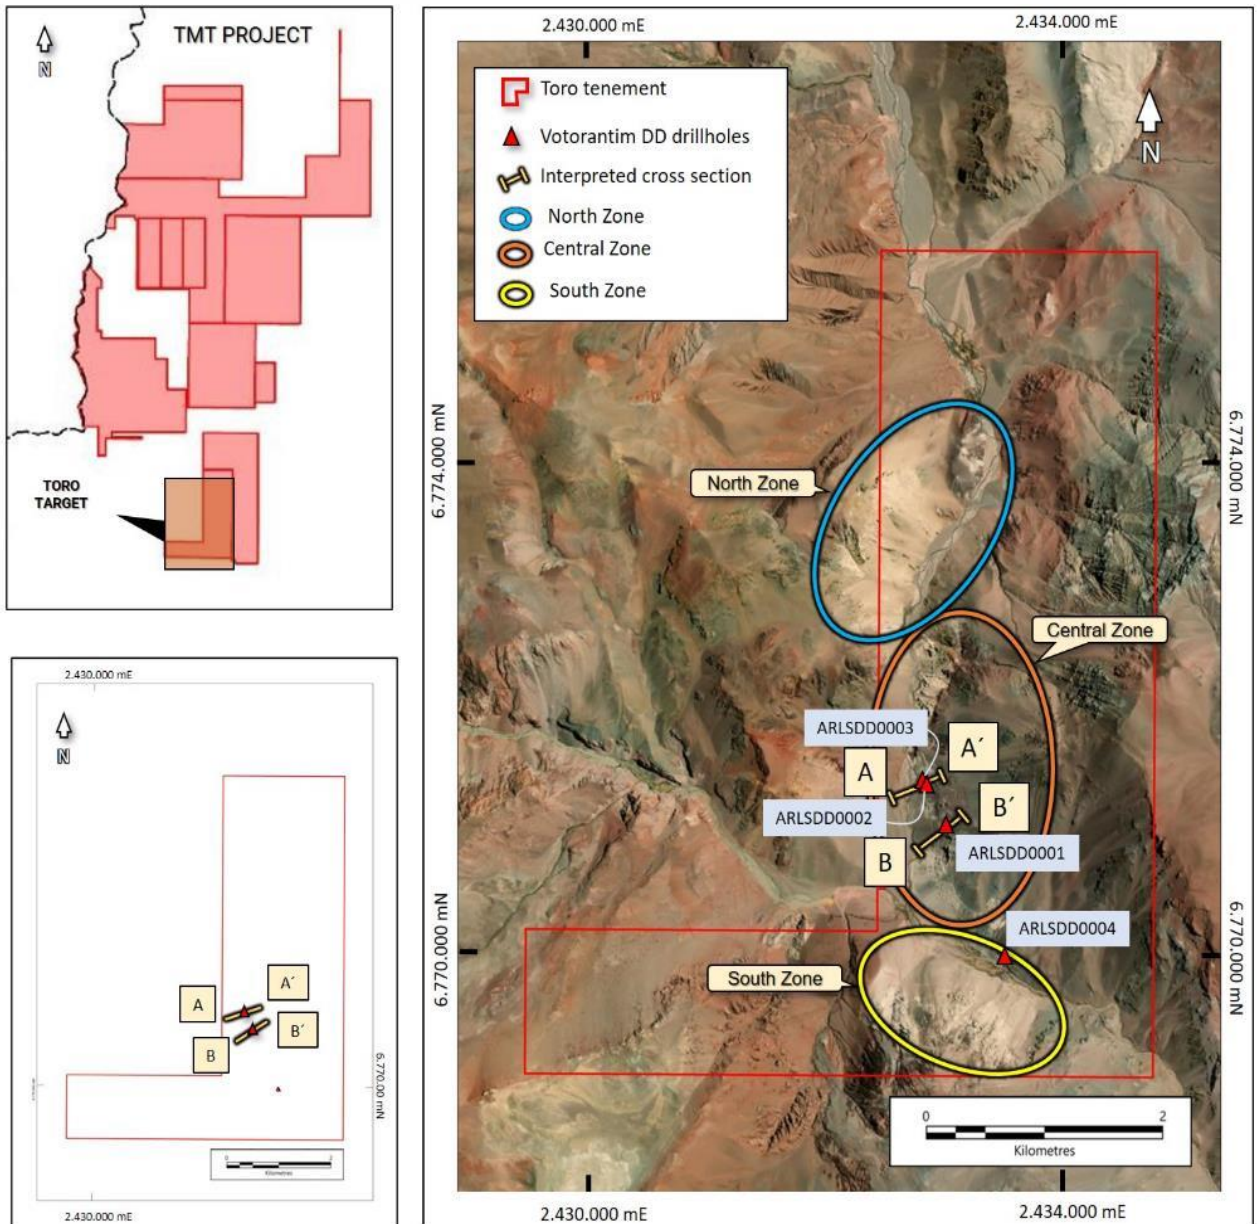 TMT PROJECT
N
TORO
TARGET
2.430.000 mE
N
A
A´
B
B´
6.770.00 mN
0
2
Kilometres
2.430.000 mE
2.430.000 mE
2.434.000 mE
Toro tenement
Votorantim DD drillholes
Interpreted cross section
North Zone
Central Zone
South Zone
N
6.774.000 mN
6.774.000 mN
North Zone
Central Zone
ARLSDD0003
A
A´
ARLSDD0002
B´
ARLSDD0001
B
ARLSDD0004
6.770.000 mN
6.770.000 mN
South Zone
0
2
Kilometres
2.430.000 mE
2.434.000 mE